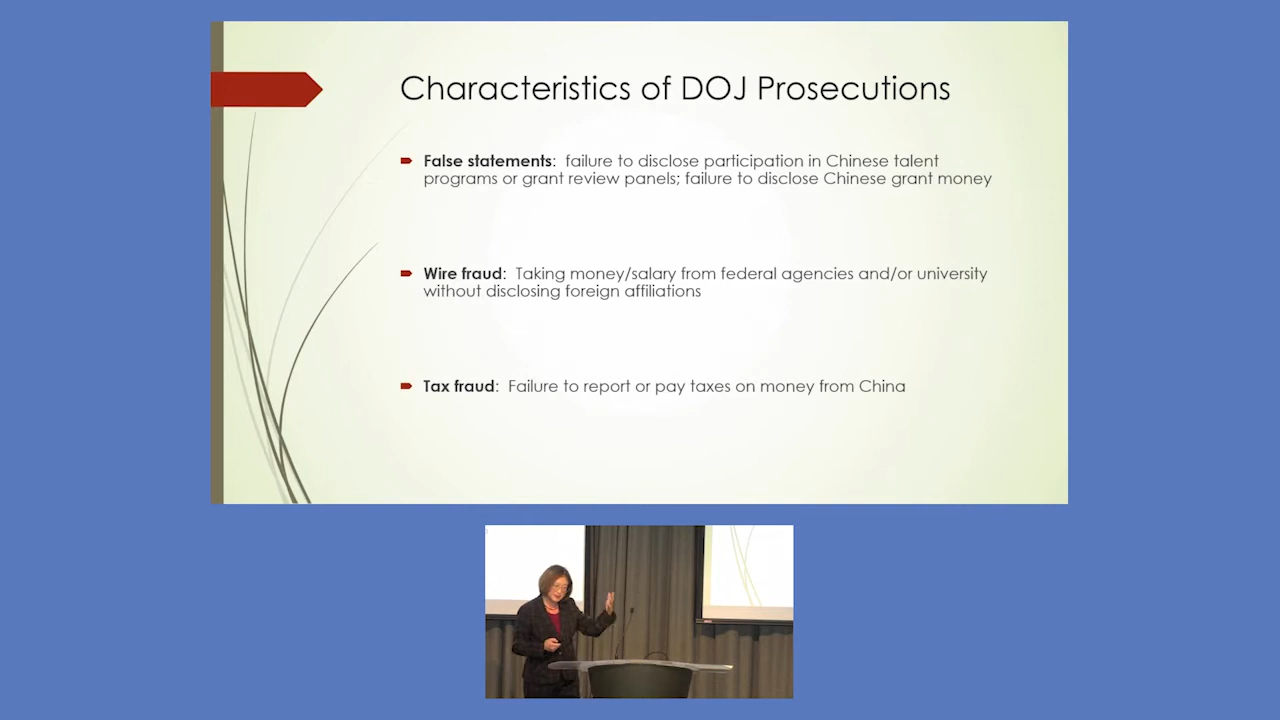 Characteristics of DOJ Prosecutions
False statements:  failure to disclose participation in Chinese talent
programs or grant review panels; failure to disclose Chinese grant money
Wire fraud:  Taking money/salary from federal agencies and/or university
without disclosing foreign affiliations
Tax fraud:  Failure to report or pay taxes on money from China